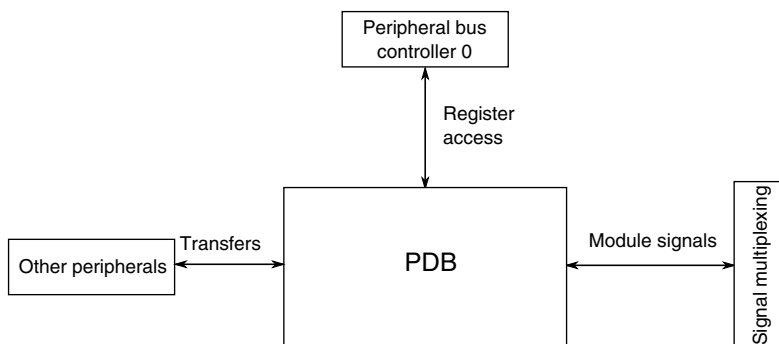 Peripheral bus
controller 0
Register
access
Transfers
Other peripherals
PDB
Module signals
Signal multiplexing